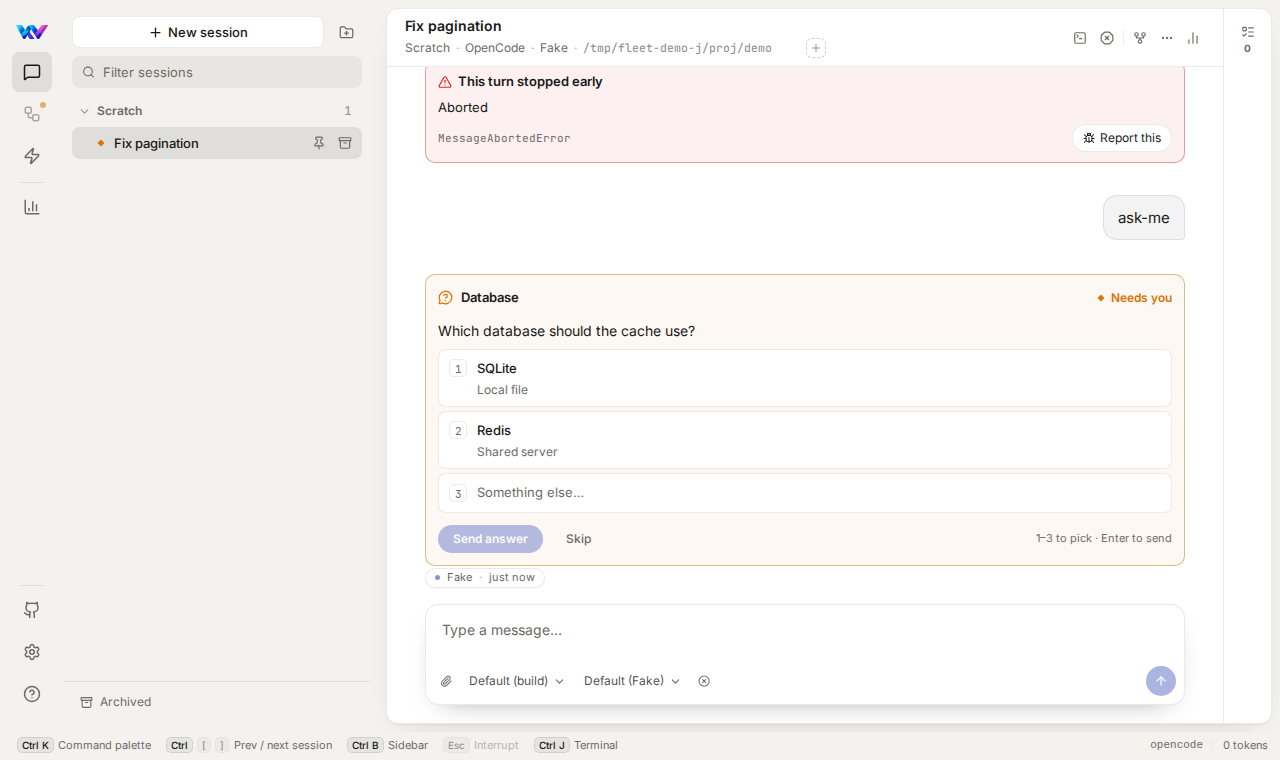 New session
Filter sessions
Scratch 1
Fix pagination
Archived
Fix pagination
Scratch · OpenCode · Fake · /tmp/fleet-demo-j/proj/demo
0
This turn stopped early
Aborted
MessageAbortedError
Report this
ask-me
Database
Needs you
Which database should the cache use?
1 SQLite
Local file
2 Redis
Shared server
3 Something else...
Send answer
Skip
1–3 to pick · Enter to send
Fake · just now
Type a message...
Default (build)
Default (Fake)
Ctrl K Command palette
Ctrl [ ] Prev / next session
Ctrl B Sidebar
Esc Interrupt
Ctrl J Terminal
opencode
0 tokens